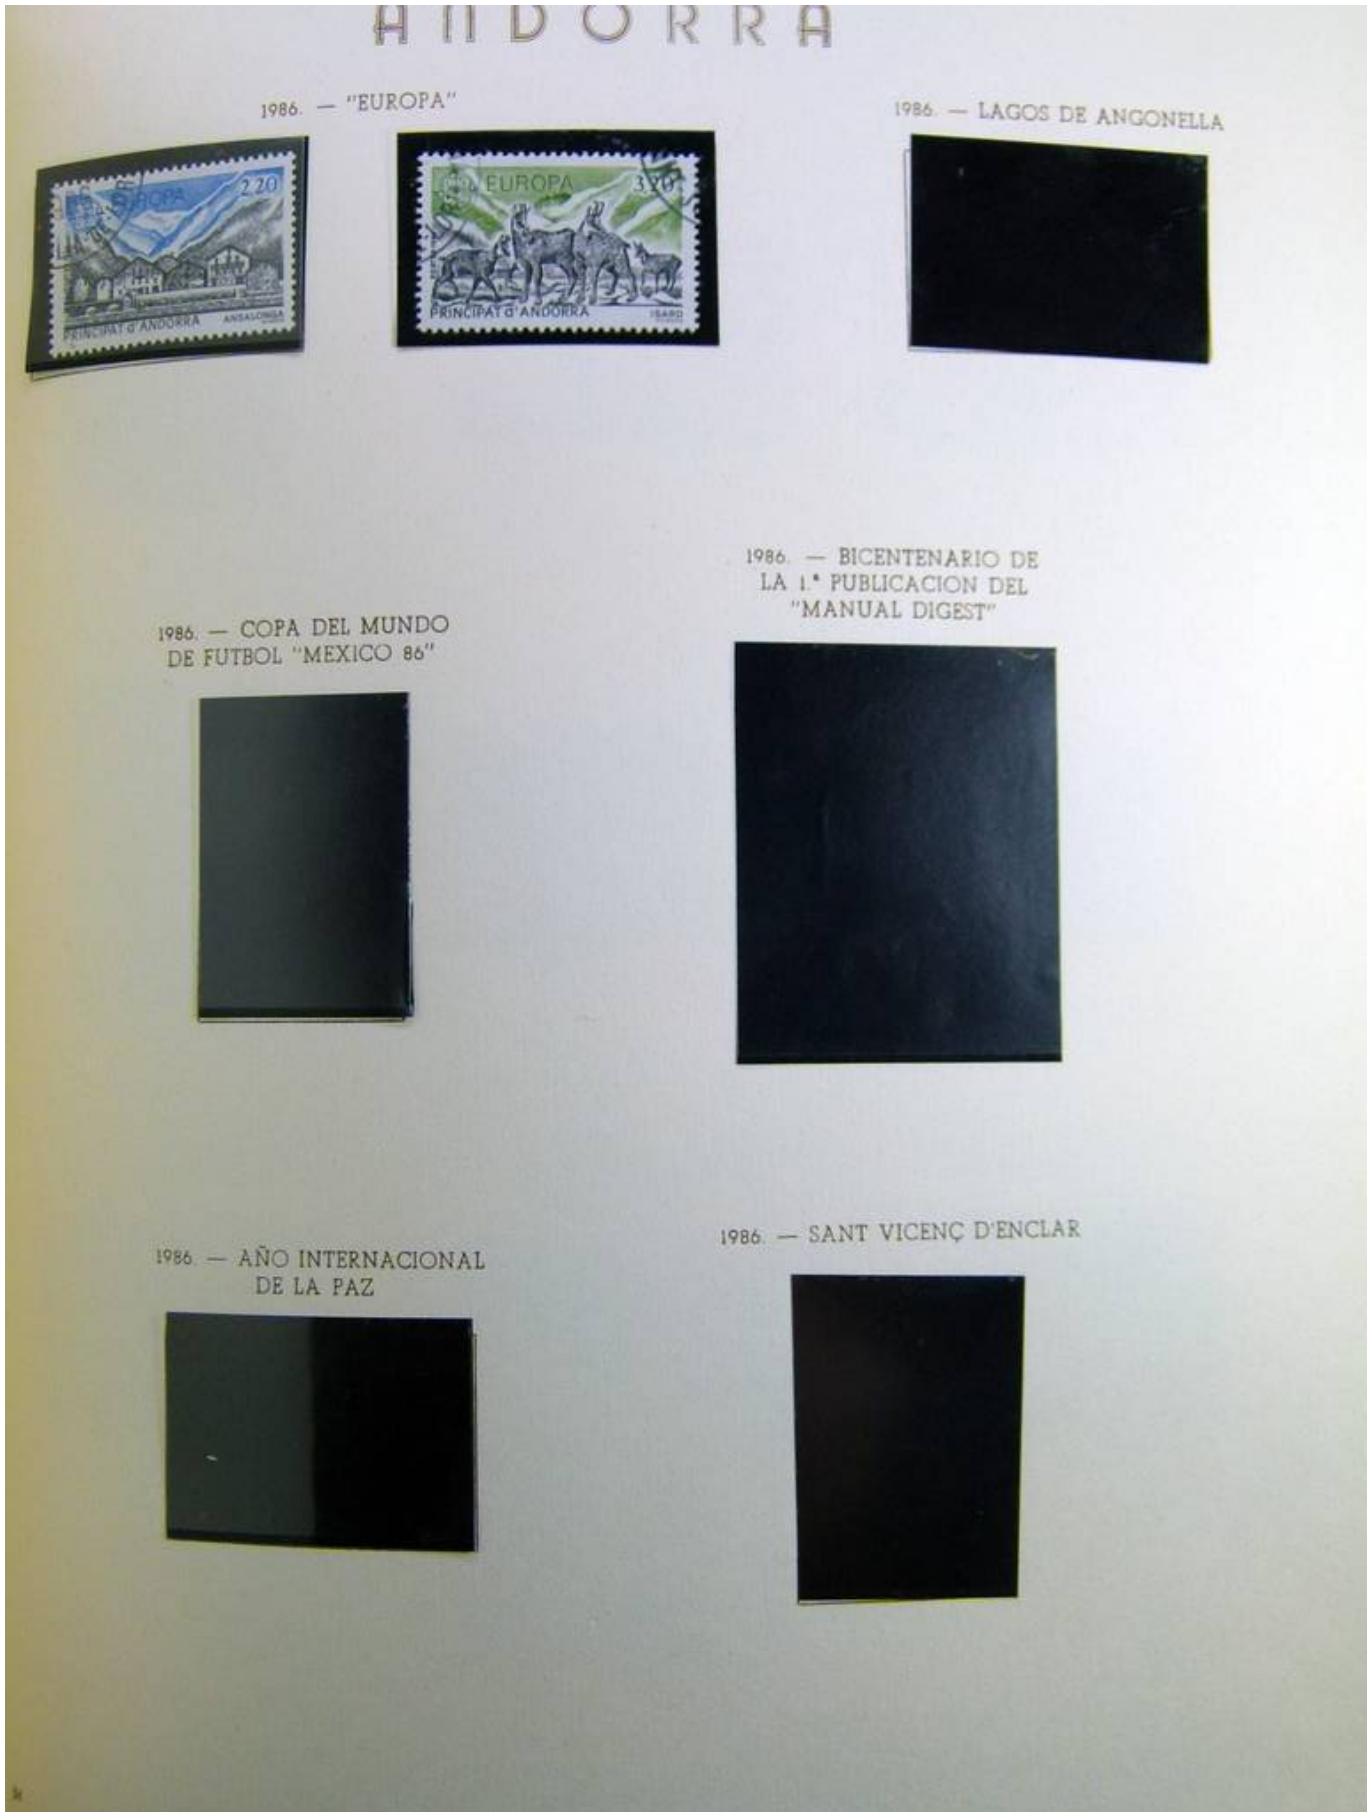 ANDORRA
1986. — "EUROPA"
1986. — LAGOS DE ANGONELLA
EUROPA
2.20
PRINCIPAT d'ANDORRA
ANSALONGA
EUROPA
3.20
PRINCIPAT d'ANDORRA
ISARD
1986. — COPA DEL MUNDO
DE FUTBOL "MEXICO 86"
1986. — BICENTENARIO DE
LA 1.ª PUBLICACION DEL
"MANUAL DIGEST"
1986. — AÑO INTERNACIONAL
DE LA PAZ
1986. — SANT VICENÇ D'ENCLAR